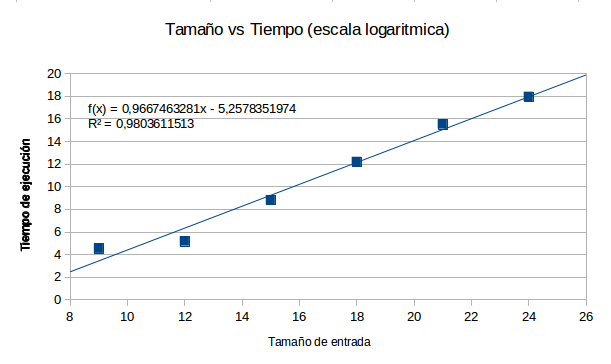 Tamaño vs Tiempo (escala logaritmica)
20
18
16
14
12
10
8
6
4
2
0
f(x) = 0,9667463281x - 5,2578351974
R² = 0,9803611513
Tiempo de ejecución
8 10 12 14 16 18 20 22 24 26
Tamaño de entrada